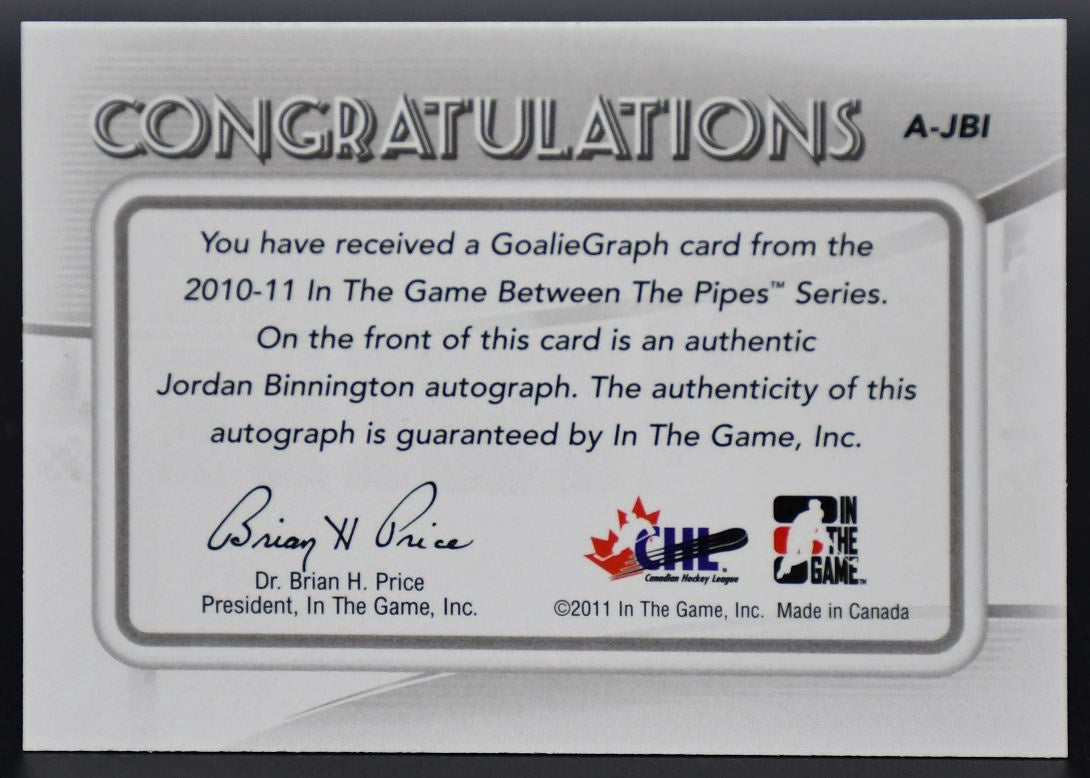 CONGRATULATIONS A-JBI
You have received a GoalieGraph card from the
2010-11 In The Game Between The Pipes™ Series.
On the front of this card is an authentic
Jordan Binnington autograph. The authenticity of this
autograph is guaranteed by In The Game, Inc.
Brian H Price
Dr. Brian H. Price
President, In The Game, Inc.
CHL
Canadian Hockey League
IN
THE
GAME™
©2011 In The Game, Inc. Made in Canada